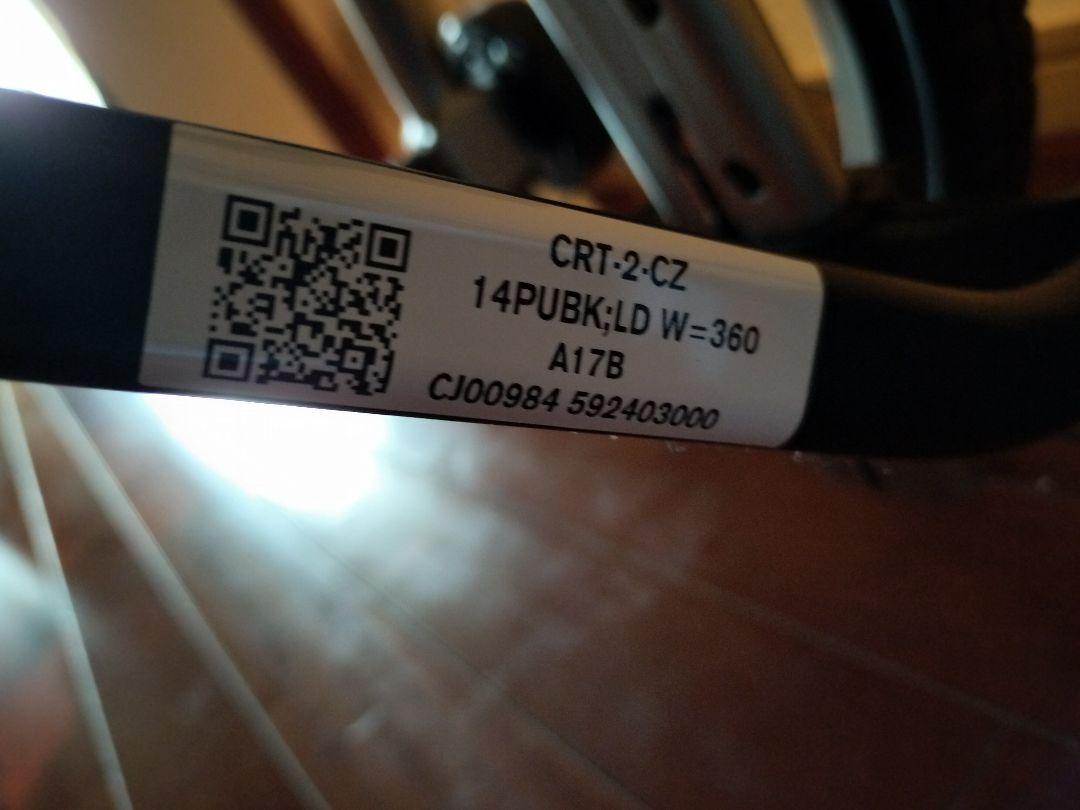 CRT-2-CZ
14PUBK;LD W=360
A17B
CJ00984 592403000